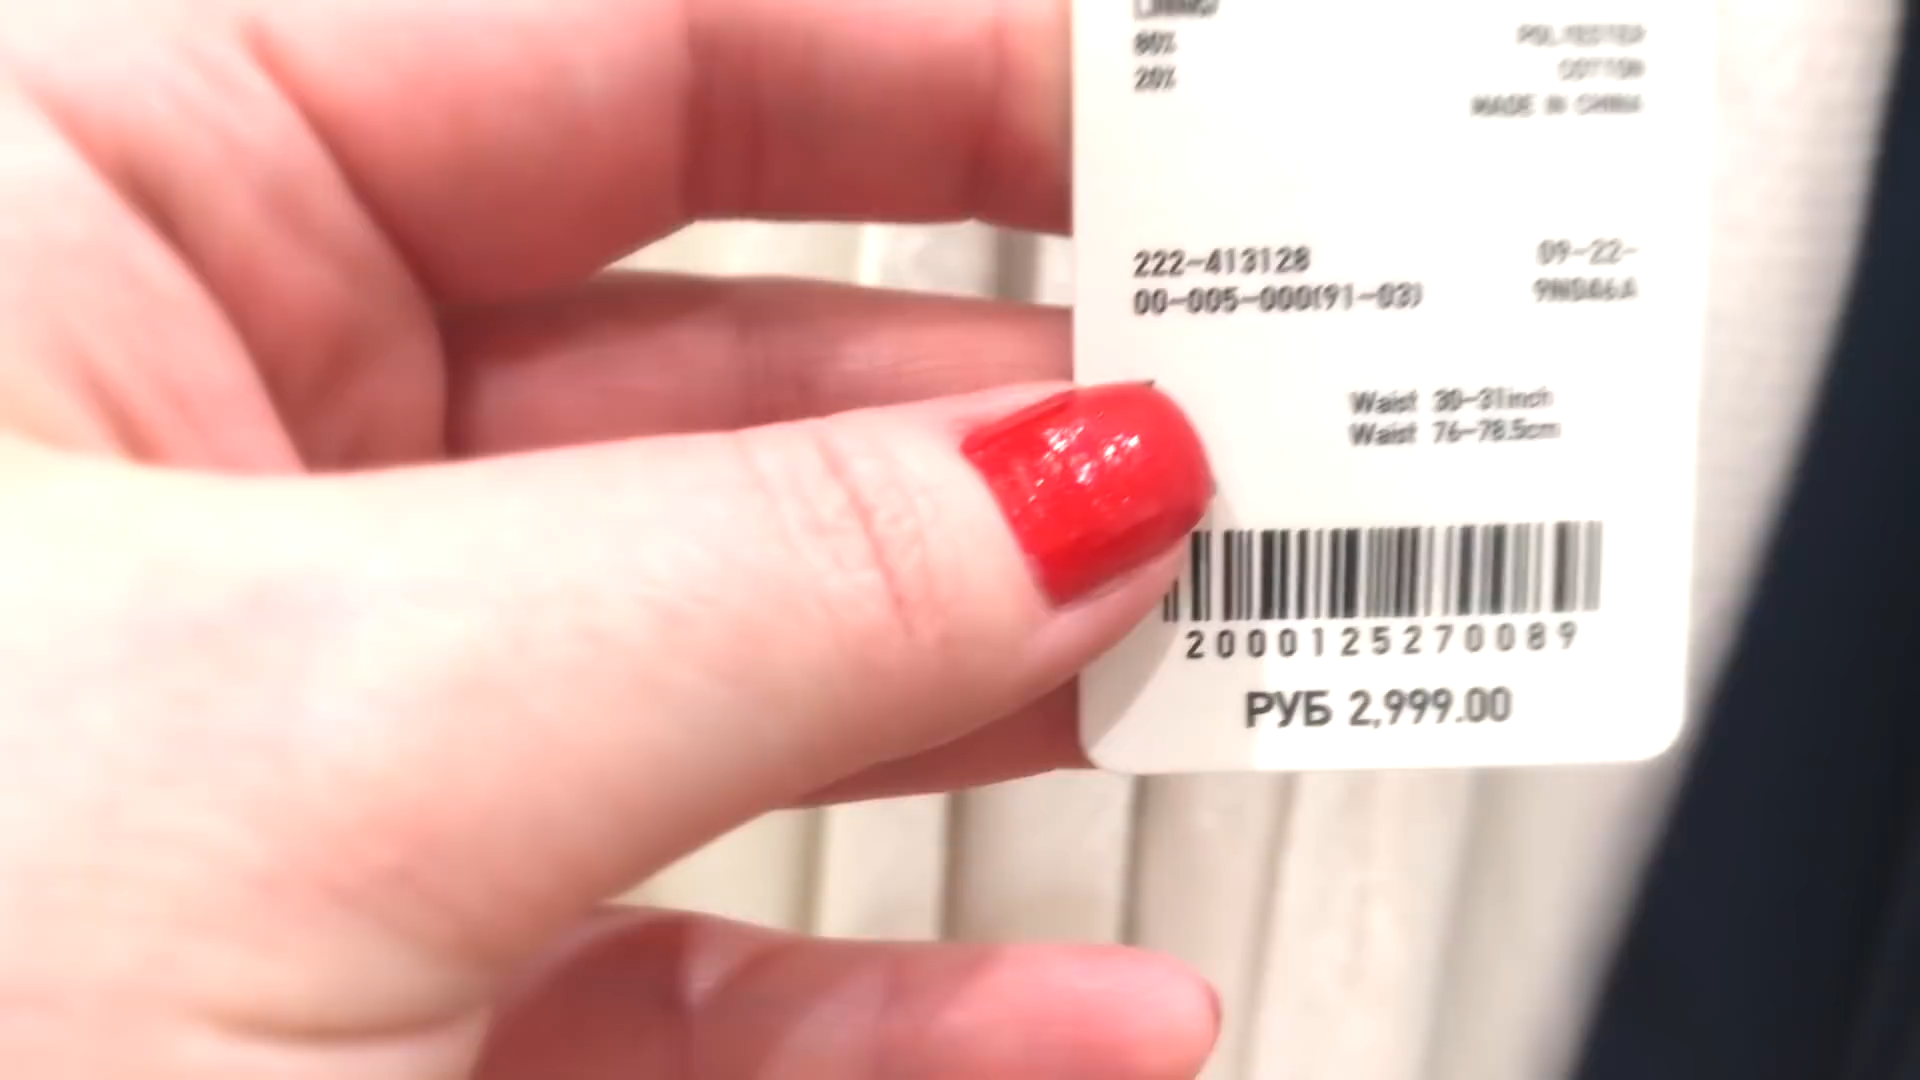 80% POLYESTER
20% COTTON
MADE IN CHINA
222-413128 09-22-
00-005-000(91-03)
Waist 30-31inch
Waist 76-78.5cm
2000125270089
РУБ 2,999.00